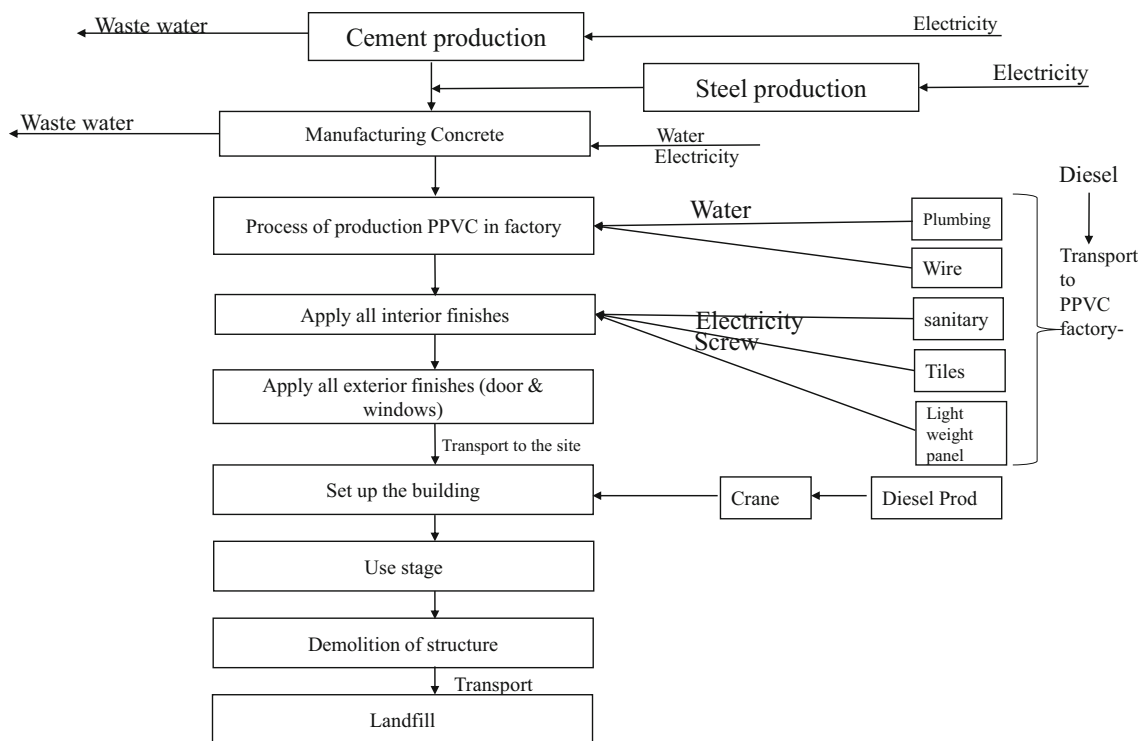 Waste water
Cement production
Electricity
Steel production
Electricity
Waste water
Manufacturing Concrete
Water
Electricity
Process of production PPVC in factory
Water
Plumbing
Wire
Diesel
Transport
to
PPVC
factory-
Apply all interior finishes
Electricity
Screw
sanitary
Tiles
Light
weight
panel
Apply all exterior finishes (door &
windows)
Transport to the site
Set up the building
Crane
Diesel Prod
Use stage
Demolition of structure
Transport
Landfill